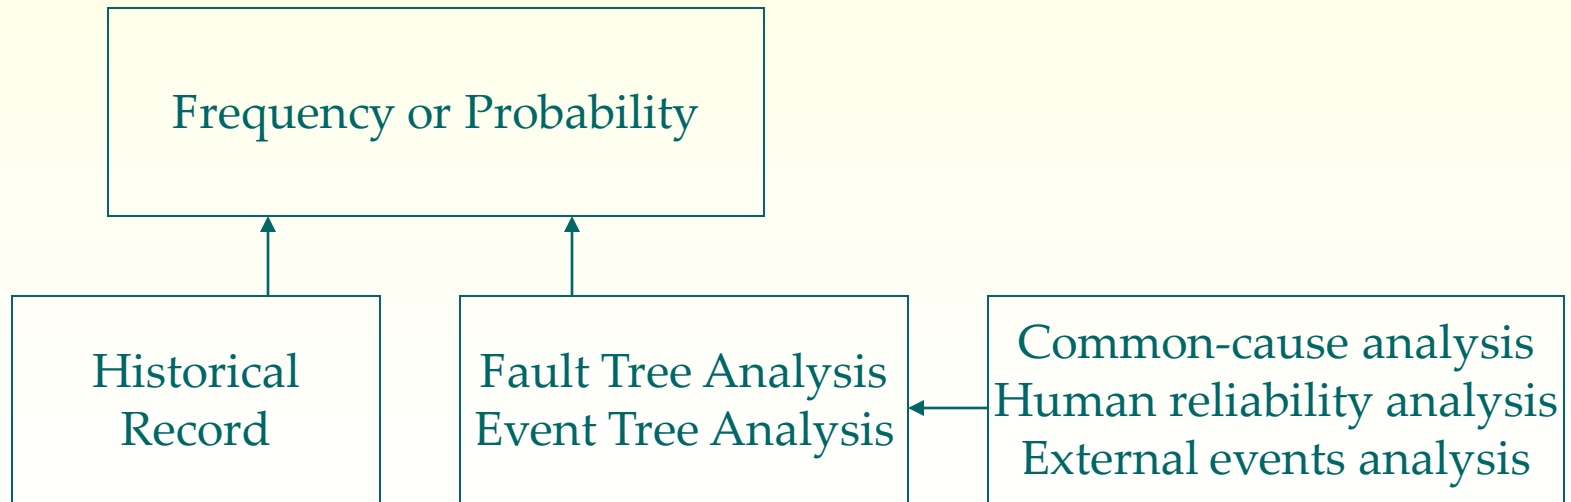 Frequency or Probability
Historical
Record
Fault Tree Analysis
Event Tree Analysis
Common-cause analysis
Human reliability analysis
External events analysis